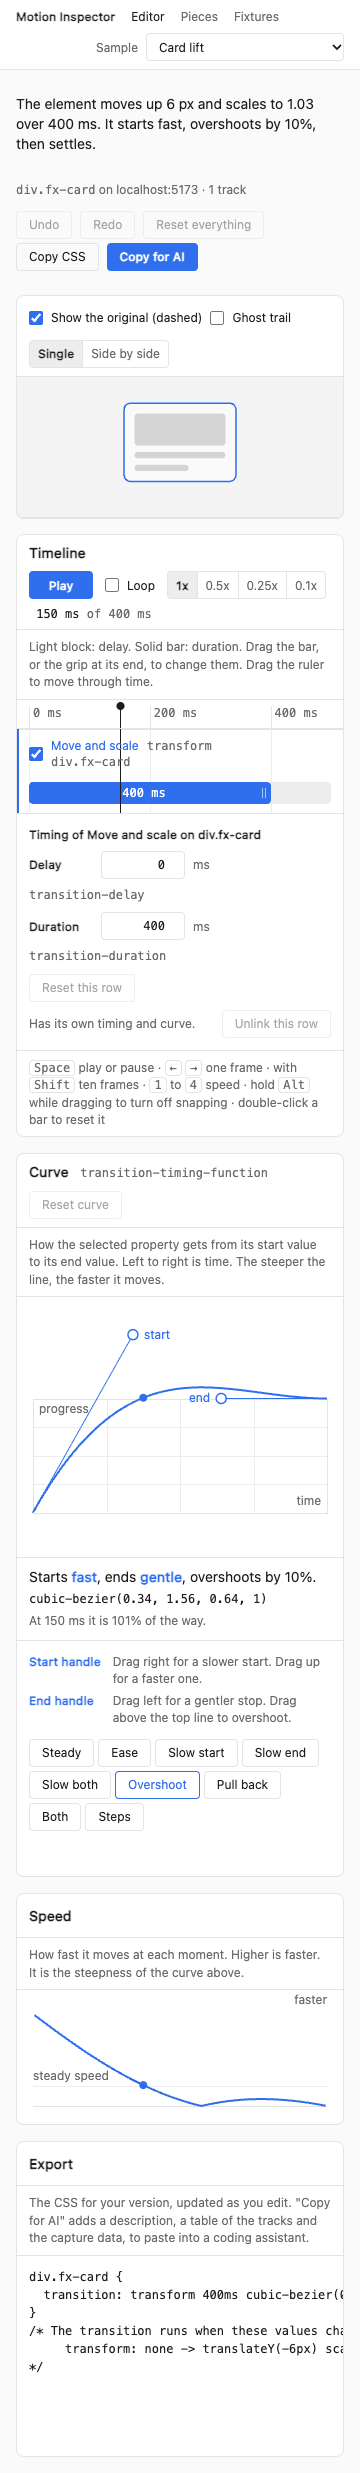 Motion Inspector Editor Pieces Fixtures
Sample Card lift
The element moves up 6 px and scales to 1.03
over 400 ms. It starts fast, overshoots by 10%,
then settles.
div.fx-card on localhost:5173 · 1 track
Undo Redo Reset everything
Copy CSS Copy for AI
Show the original (dashed) Ghost trail
Single Side by side
Timeline
Play Loop 1x 0.5x 0.25x 0.1x
150 ms of 400 ms
Light block: delay. Solid bar: duration. Drag the bar,
or the grip at its end, to change them. Drag the ruler
to move through time.
0 ms 200 ms 400 ms
Move and scale transform
div.fx-card
400 ms
Timing of Move and scale on div.fx-card
Delay 0 ms
transition-delay
Duration 400 ms
transition-duration
Reset this row
Has its own timing and curve. Unlink this row
Space play or pause · ← → one frame · with
Shift ten frames · 1 to 4 speed · hold Alt
while dragging to turn off snapping · double-click a
bar to reset it
Curve transition-timing-function
Reset curve
How the selected property gets from its start value
to its end value. Left to right is time. The steeper the
line, the faster it moves.
start
end
progress
time
Starts fast, ends gentle, overshoots by 10%.
cubic-bezier(0.34, 1.56, 0.64, 1)
At 150 ms it is 101% of the way.
Start handle Drag right for a slower start. Drag up
for a faster one.
End handle Drag left for a gentler stop. Drag
above the top line to overshoot.
Steady Ease Slow start Slow end
Slow both Overshoot Pull back
Both Steps
Speed
How fast it moves at each moment. Higher is faster.
It is the steepness of the curve above.
faster
steady speed
Export
The CSS for your version, updated as you edit. "Copy
for AI" adds a description, a table of the tracks and
the capture data, to paste into a coding assistant.
div.fx-card {
transition: transform 400ms cubic-bezier(
}
/* The transition runs when these values cha
transform: none -> translateY(-6px) sca
*/